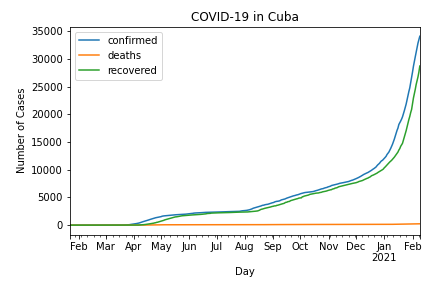 COVID-19 in Cuba
confirmed
deaths
recovered
Number of Cases
35000
30000
25000
20000
15000
10000
5000
0
Feb Mar Apr May Jun Jul Aug Sep Oct Nov Dec Jan Feb
2021
Day